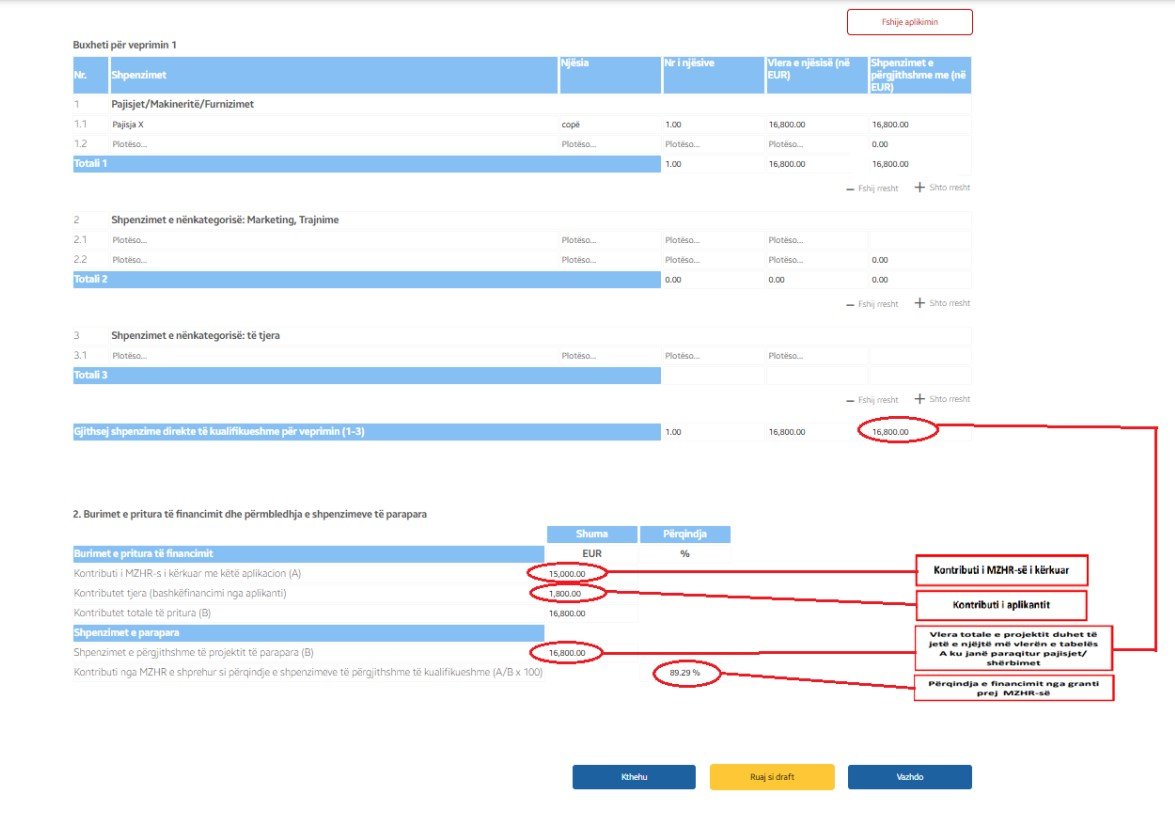 Fshije aplikimin
Buxheti për veprimin 1
Nr. Shpenzimet Njësia Nr i njësive Vlera e njësisë (në EUR) Shpenzimet e përgjithshme me (në EUR)
1 Pajisjet/Makineritë/Furnizimet
1.1 Pajisja X copë 1.00 16,800.00 16,800.00
1.2 Plotëso... Plotëso... Plotëso... Plotëso... 0.00
Totali 1 1.00 16,800.00 16,800.00
− Fshij rresht + Shto rresht
2 Shpenzimet e nënkategorisë: Marketing, Trajnime
2.1 Plotëso... Plotëso... Plotëso... Plotëso...
2.2 Plotëso... Plotëso... Plotëso... Plotëso... 0.00
Totali 2 0.00 0.00 0.00
− Fshij rresht + Shto rresht
3 Shpenzimet e nënkategorisë: të tjera
3.1 Plotëso... Plotëso... Plotëso... Plotëso...
Totali 3
− Fshij rresht + Shto rresht
Gjithsej shpenzime direkte të kualifikueshme për veprimin (1-3) 1.00 16,800.00 16,800.00
2. Burimet e pritura të financimit dhe përmbledhja e shpenzimeve të parapara
Shuma Përqindja
Burimet e pritura të financimit EUR %
Kontributi i MZHR-s i kërkuar me këtë aplikacion (A) 15,000.00
Kontributet tjera (bashkëfinancimi nga aplikanti) 1,800.00
Kontributet totale të pritura (B) 16,800.00
Shpenzimet e parapara
Shpenzimet e përgjithshme të projektit të parapara (B) 16,800.00
Kontributi nga MZHR e shprehur si përqindje e shpenzimeve të përgjithshme të kualifikueshme (A/B x 100) 89.29 %
Kontributi i MZHR-së i kërkuar
Kontributi i aplikantit
Vlera totale e projektit duhet të
jetë e njëjtë më vlerën e tabelës
A ku janë paraqitur pajisjet/
shërbimet
Përqindja e financimit nga granti
prej MZHR-së
Kthehu Ruaj si draft Vazhdo